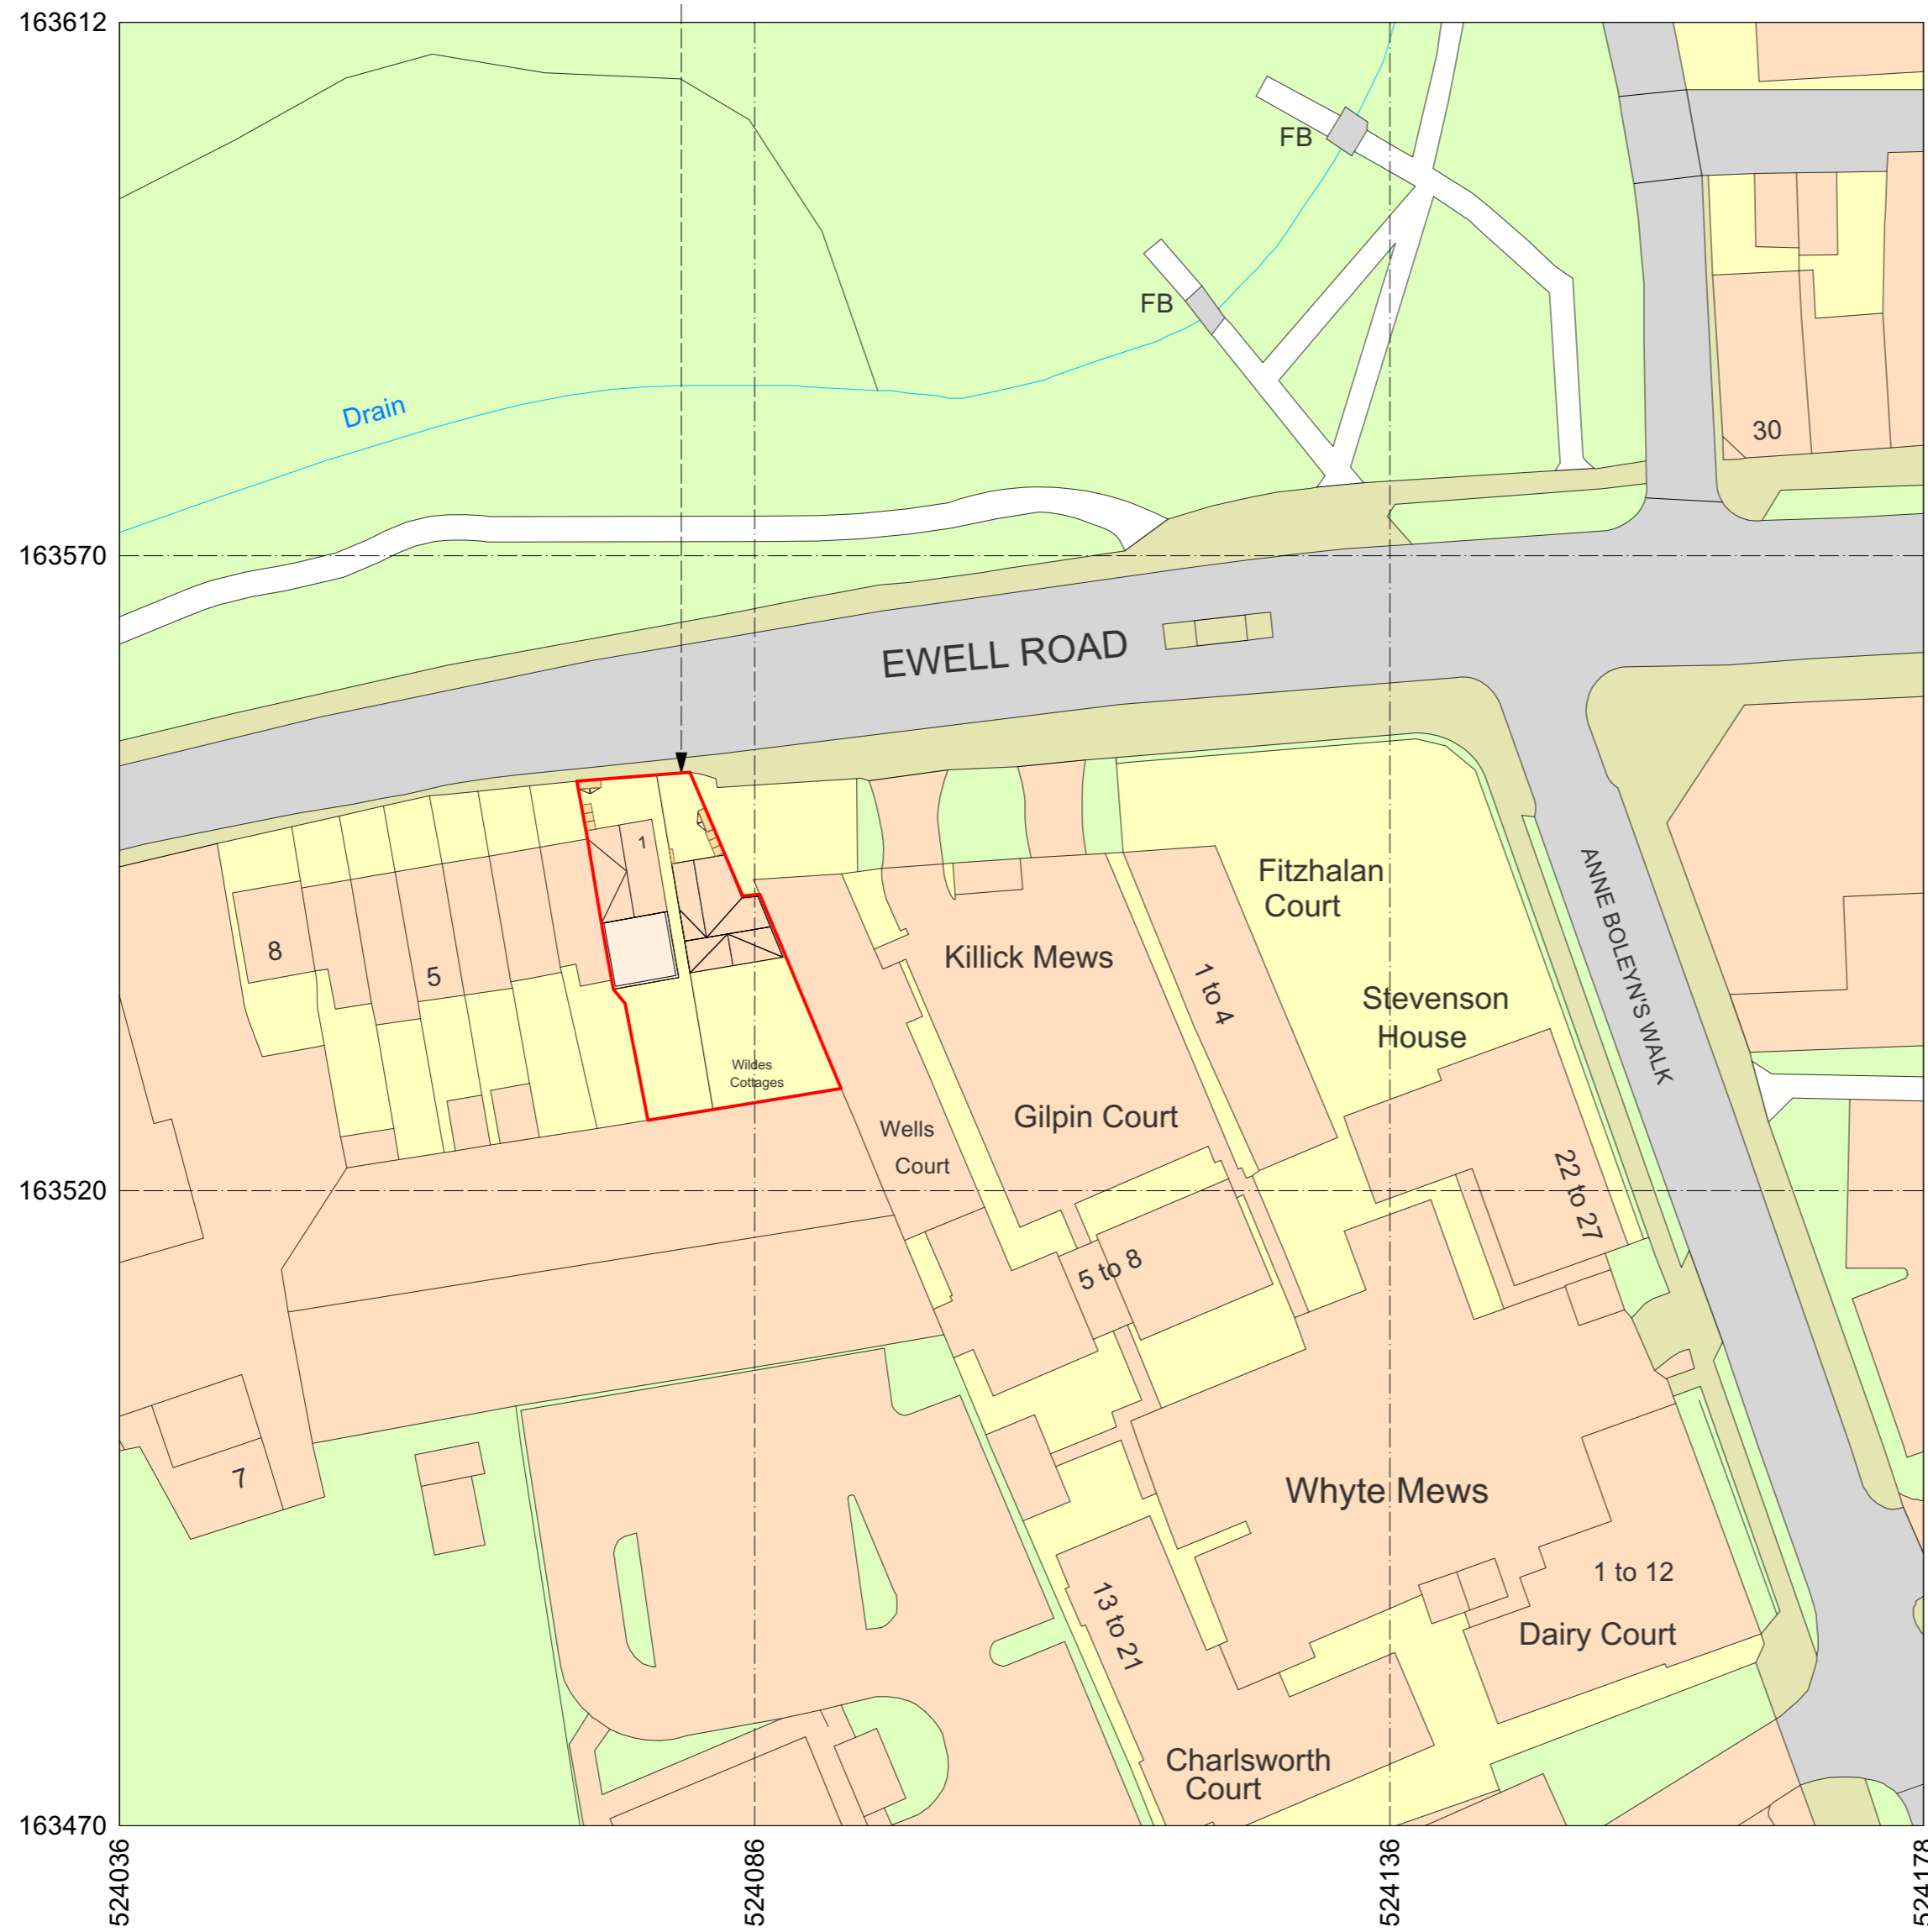 163612
FB
FB
Drain
30
163570
EWELL ROAD
1
Fitzhalan
Court
ANNE BOLEYN'S WALK
8
5
Killick Mews
1 to 4
Stevenson
House
Wildes
Cottages
Gilpin Court
Wells
Court
22 to 27
163520
5 to 8
7
Whyte Mews
1 to 12
13 to 21
Dairy Court
Charlsworth
Court
163470
524036
524086
524136
524178